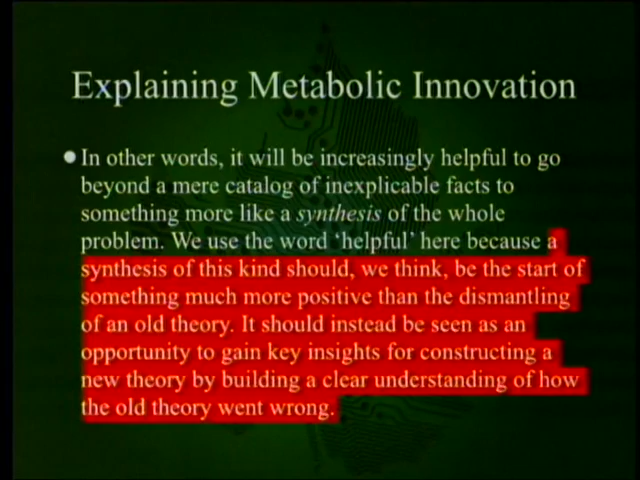 Explaining Metabolic Innovation
In other words, it will be increasingly helpful to go
beyond a mere catalog of inexplicable facts to
something more like a synthesis of the whole
problem. We use the word ‘helpful’ here because a
synthesis of this kind should, we think, be the start of
something much more positive than the dismantling
of an old theory. It should instead be seen as an
opportunity to gain key insights for constructing a
new theory by building a clear understanding of how
the old theory went wrong.